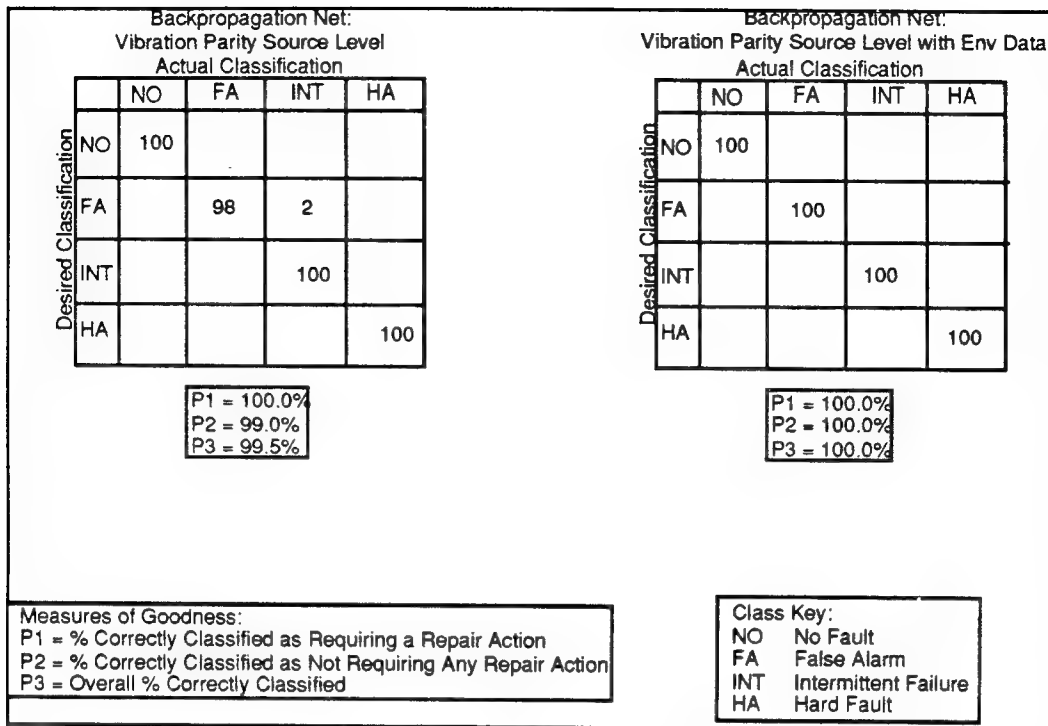 Backpropagation Net:
Vibration Parity Source Level
Actual Classification
NO FA INT HA
Desired Classification
NO 100
FA 98 2
INT 100
HA 100
P1 = 100.0%
P2 = 99.0%
P3 = 99.5%
Backpropagation Net:
Vibration Parity Source Level with Env Data
Actual Classification
NO FA INT HA
Desired Classification
NO 100
FA 100
INT 100
HA 100
P1 = 100.0%
P2 = 100.0%
P3 = 100.0%
Measures of Goodness:
P1 = % Correctly Classified as Requiring a Repair Action
P2 = % Correctly Classified as Not Requiring Any Repair Action
P3 = Overall % Correctly Classified
Class Key:
NO No Fault
FA False Alarm
INT Intermittent Failure
HA Hard Fault